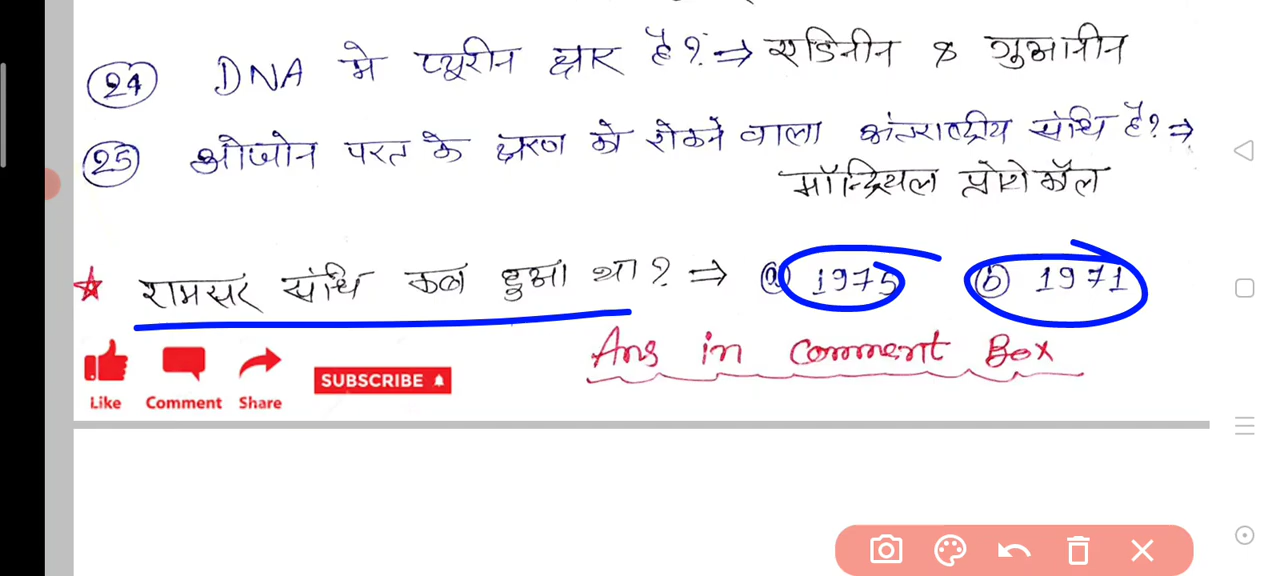 (24) DNA मे प्यूरीन क्षार है? ⇒ एडिनीन & गुआनीन
(25) ओजोन परत के क्षरण को रोकने वाला अंतराष्ट्रीय संधि है? ⇒
मॉन्ट्रियल प्रोटोकॉल
★ रामसर संधि कब हुआ था? ⇒ (a) 1975 (b) 1971
Ans in comment Box
Like Comment Share SUBSCRIBE